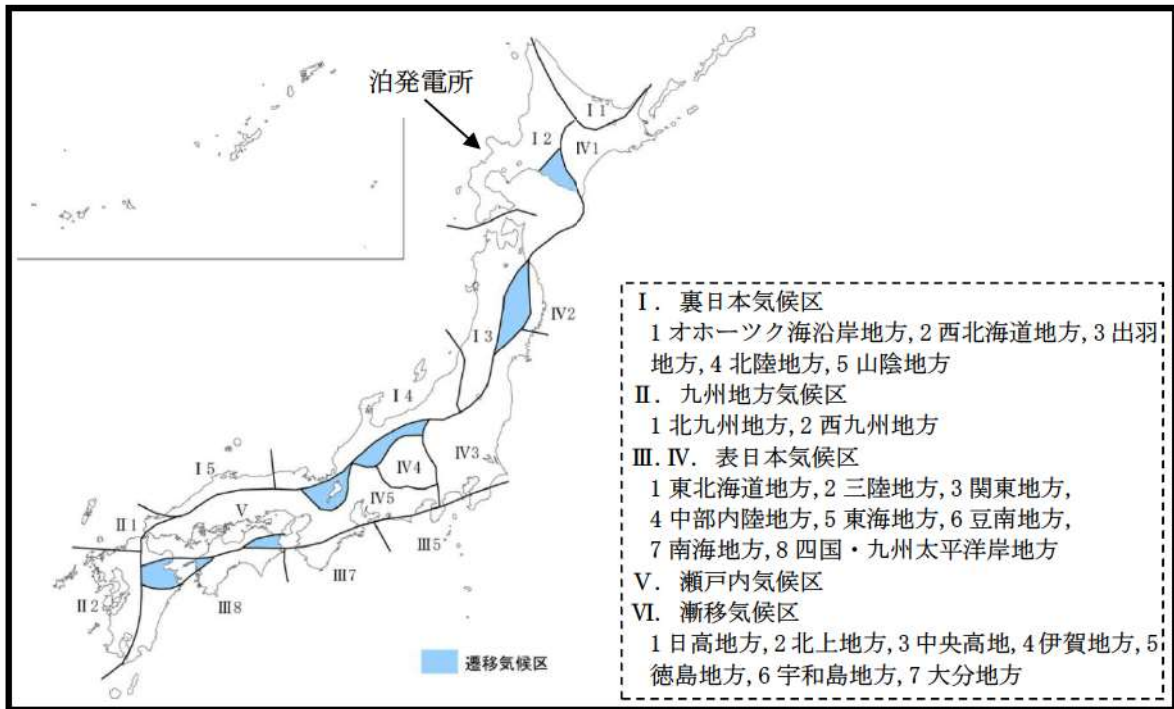 泊発電所
Ⅰ1
Ⅰ2
Ⅳ1
Ⅳ2
Ⅰ3
Ⅰ4
Ⅳ3
Ⅳ4
Ⅰ5
Ⅳ5
Ⅴ
Ⅱ1
Ⅲ5
Ⅲ7
Ⅱ2
Ⅲ8
遷移気候区
Ⅰ. 裏日本気候区
1 オホーツク海沿岸地方, 2 西北海道地方, 3 出羽
地方, 4 北陸地方, 5 山陰地方
Ⅱ. 九州地方気候区
1 北九州地方, 2 西九州地方
Ⅲ. Ⅳ. 表日本気候区
1 東北海道地方, 2 三陸地方, 3 関東地方,
4 中部内陸地方, 5 東海地方, 6 豆南地方,
7 南海地方, 8 四国・九州太平洋岸地方
Ⅴ. 瀬戸内気候区
Ⅵ. 漸移気候区
1 日高地方, 2 北上地方, 3 中央高地, 4 伊賀地方, 5
徳島地方, 6 宇和島地方, 7 大分地方